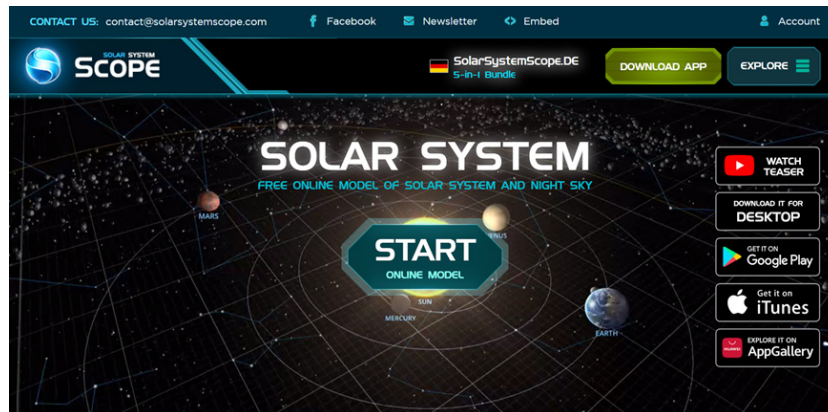 CONTACT US: contact@solarsystemscope.com
Facebook
Newsletter
Embed
Account
SOLAR SYSTEM
SCOPE
SolarSystemScope.DE
5-in-1 Bundle
DOWNLOAD APP
EXPLORE
SOLAR SYSTEM
FREE ONLINE MODEL OF SOLAR SYSTEM AND NIGHT SKY
MARS
VENUS
START
ONLINE MODEL
SUN
MERCURY
EARTH
WATCH
TEASER
DOWNLOAD IT FOR
DESKTOP
GET IT ON
Google Play
Get it on
iTunes
HUAWEI
EXPLORE IT ON
AppGallery